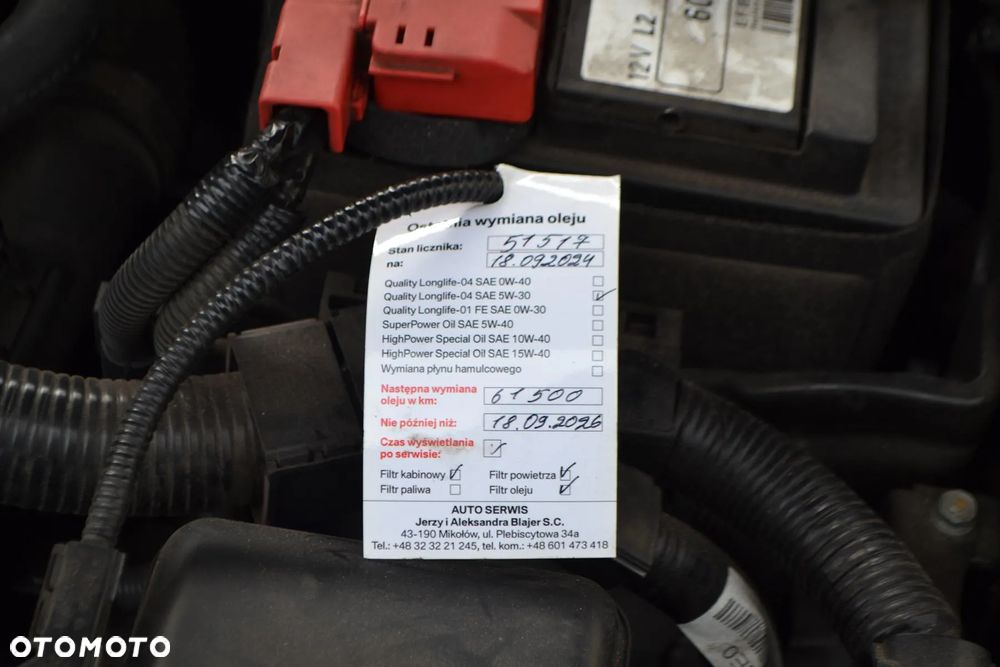 12 V L2
60
Ostatnia wymiana oleju
Stan licznika: 51517
na: 18.092024
Quality Longlife-04 SAE 0W-40
Quality Longlife-04 SAE 5W-30
Quality Longlife-01 FE SAE 0W-30
SuperPower Oil SAE 5W-40
HighPower Special Oil SAE 10W-40
HighPower Special Oil SAE 15W-40
Wymiana płynu hamulcowego
Następna wymiana
oleju w km: 61500
Nie później niż: 18.09.2026
Czas wyświetlania
po serwisie:
Filtr kabinowy Filtr powietrza
Filtr paliwa Filtr oleju
AUTO SERWIS
Jerzy i Aleksandra Blajer S.C.
43-190 Mikołów, ul. Plebiscytowa 34a
Tel.: +48 32 32 21 245, tel. kom.: +48 601 473 418
OTOMOTO